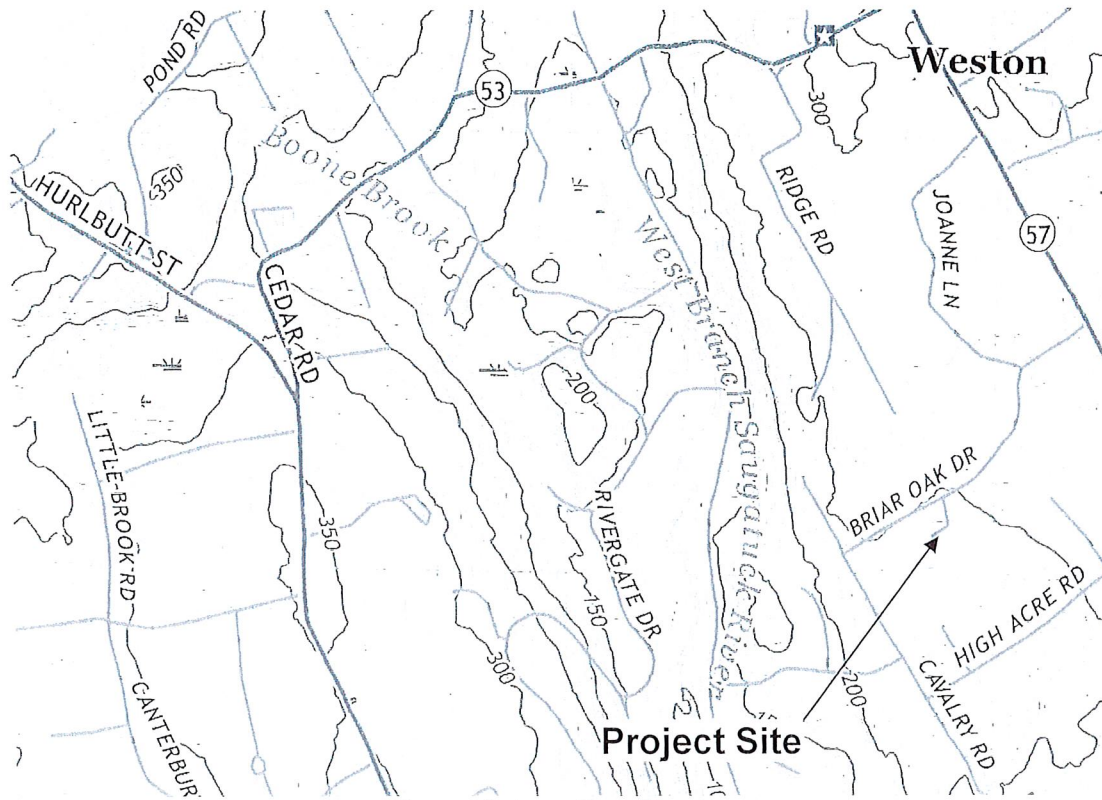 POND RD
53
Weston
300
Boone Brook
350
HURLBUTT ST
RIDGE RD
JOANNE LN
57
West Branch Saugatuck River
CEDAR RD
200
LITTLE-BROOK RD
BRIAR OAK DR
350
RIVERGATE DR
150
HIGH ACRE RD
300
200
CAVALRY RD
CANTERBUR
Project Site
10